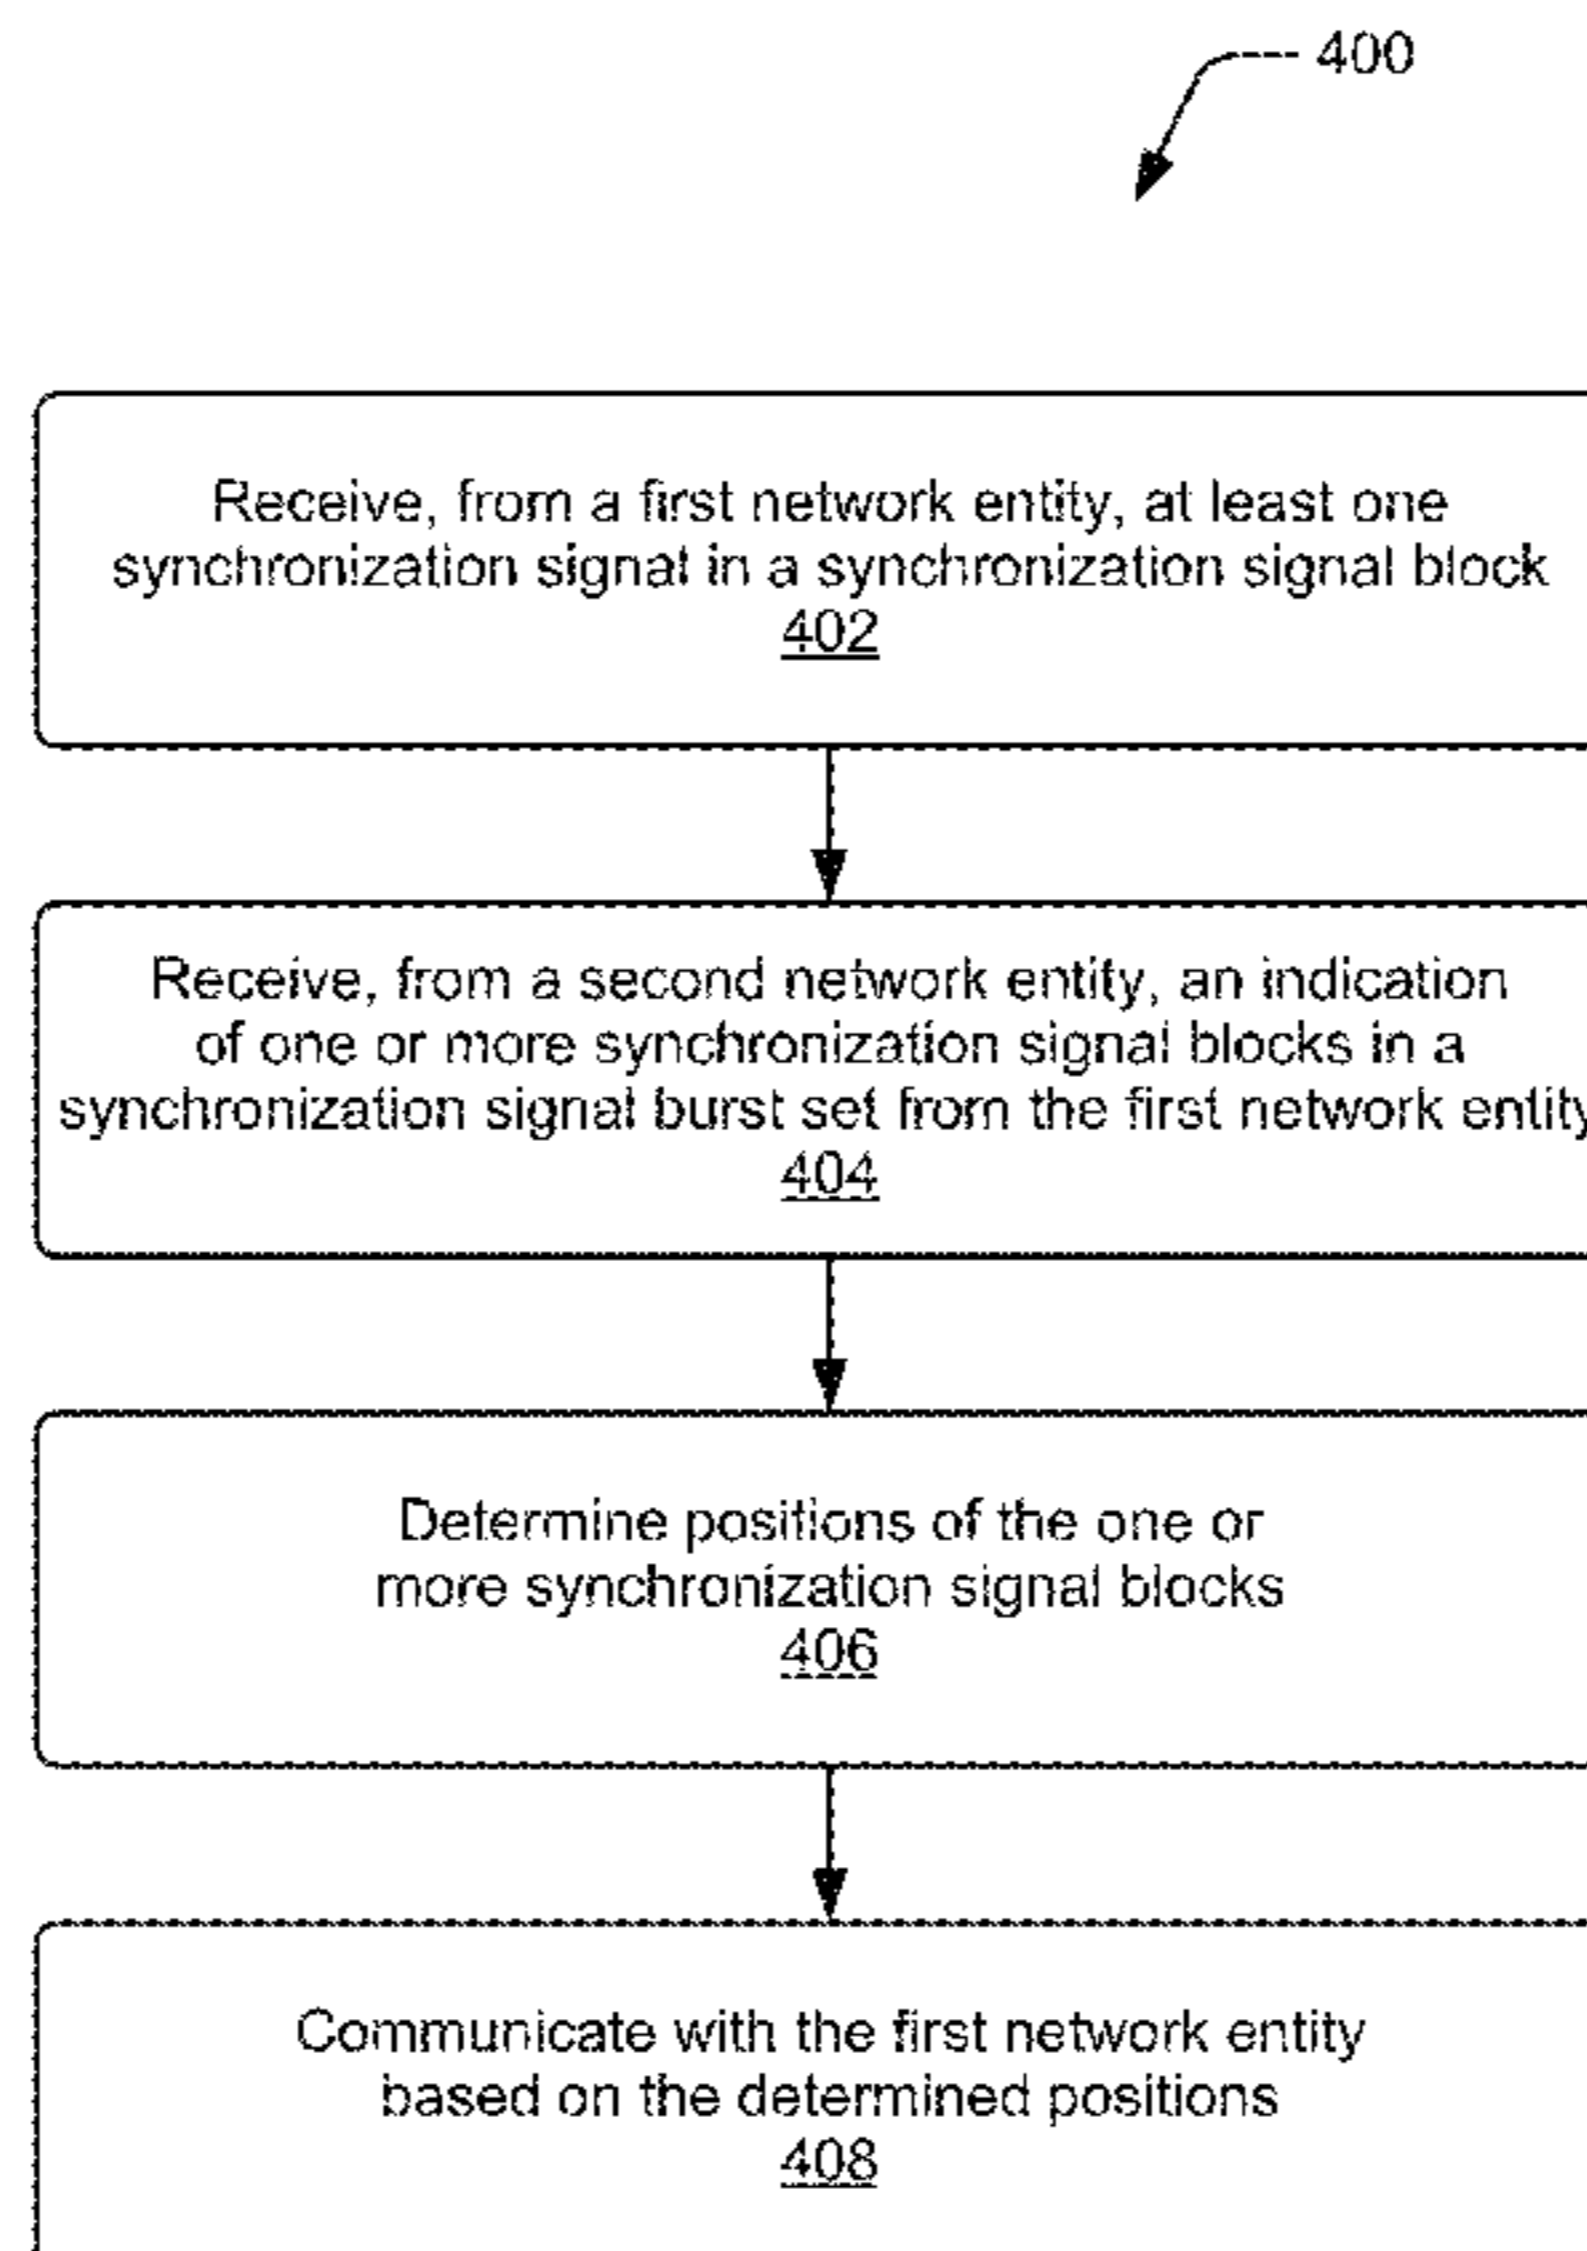 400
Receive, from a first network entity, at least one
synchronization signal in a synchronization signal block
402
Receive, from a second network entity, an indication
of one or more synchronization signal blocks in a
synchronization signal burst set from the first network entity
404
Determine positions of the one or
more synchronization signal blocks
406
Communicate with the first network entity
based on the determined positions
408